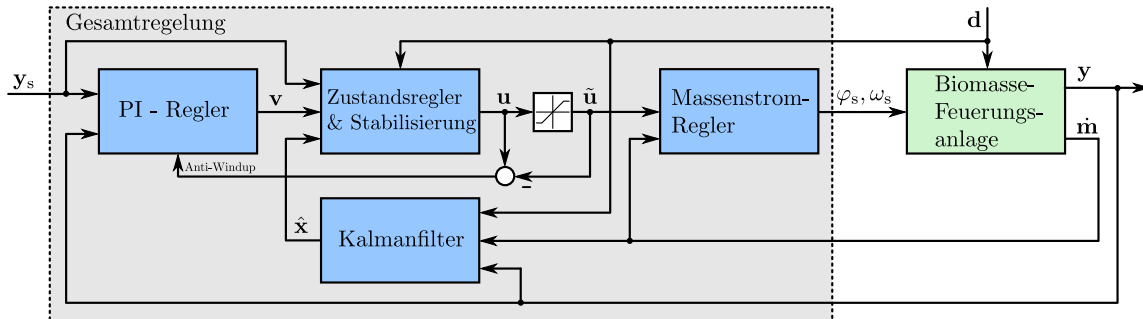 Gesamtregelung
d
y_s
PI - Regler
v
Zustandsregler
& Stabilisierung
u
ũ
Massenstrom-
Regler
φ_s, ω_s
Biomasse-
Feuerungs-
anlage
y
ṁ
Anti-Windup
-
x̂
Kalmanfilter